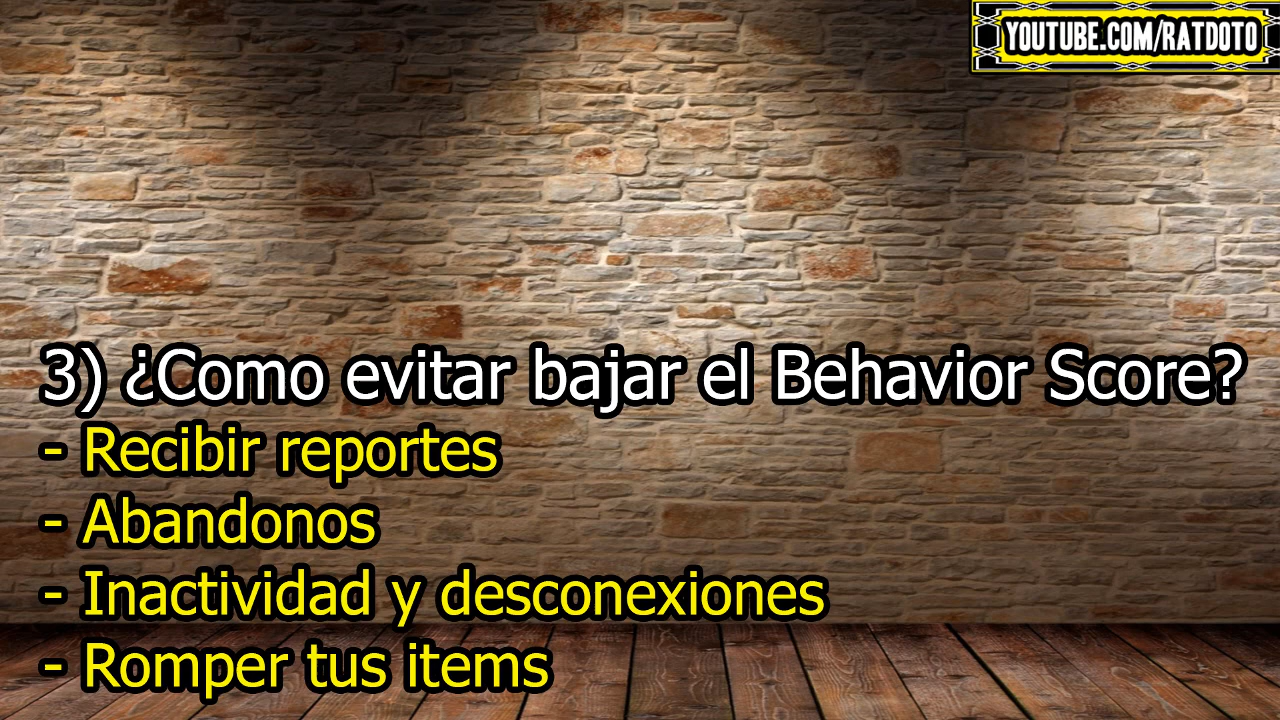 YOUTUBE.COM/RATDOTO
3) ¿Como evitar bajar el Behavior Score?
- Recibir reportes
- Abandonos
- Inactividad y desconexiones
- Romper tus items